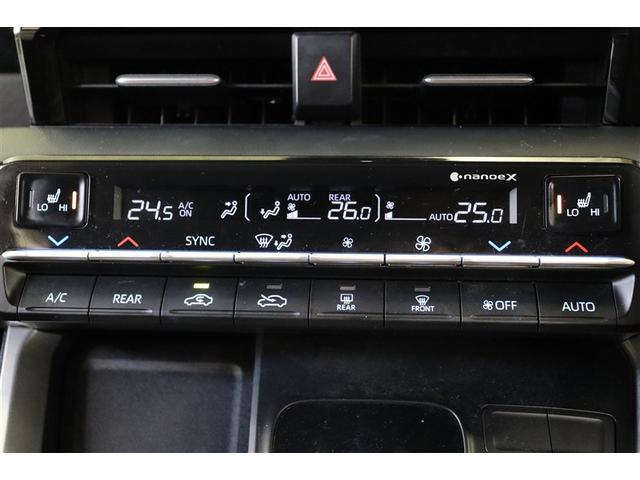 nanoeX
LO HI
24.5 A/C ON
AUTO
REAR 26.0
AUTO 25.0
LO HI
SYNC
A/C REAR REAR FRONT OFF AUTO